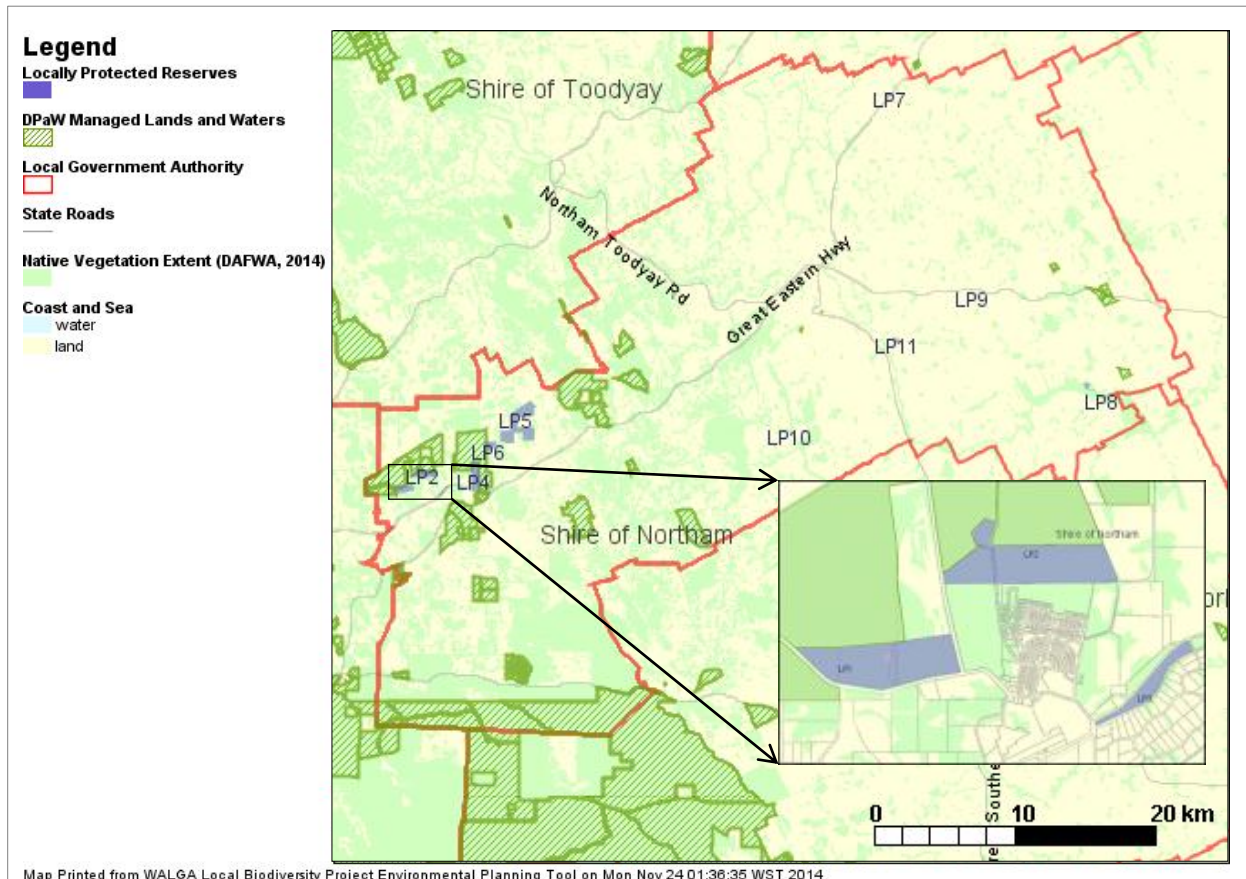 Legend
Locally Protected Reserves
DPaW Managed Lands and Waters
Local Government Authority
State Roads
Native Vegetation Extent (DAFWA, 2014)
Coast and Sea
water
land
Shire of Toodyay
LP7
Northam Toodyay Rd
Great Eastern Hwy
LP9
LP11
LP8
LP5
LP10
LP6
LP2
LP4
Shire of Northam
Shire of Northam
0 10 20 km
Map Printed from WALGA Local Biodiversity Project Environmental Planning Tool on Mon Nov 24 01:36:35 WST 2014